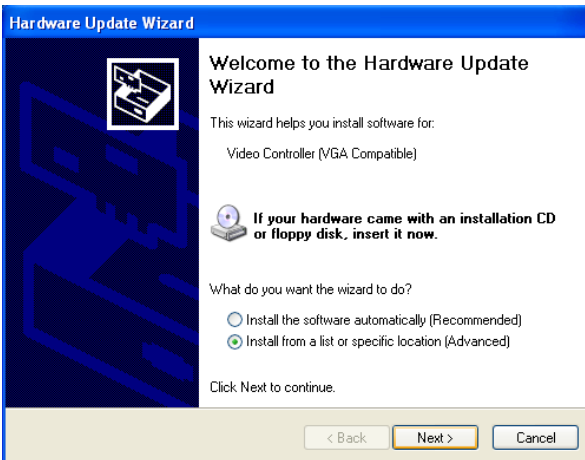 Hardware Update Wizard
Welcome to the Hardware Update
Wizard
This wizard helps you install software for:
Video Controller (VGA Compatible)
If your hardware came with an installation CD
or floppy disk, insert it now.
What do you want the wizard to do?
Install the software automatically (Recommended)
Install from a list or specific location (Advanced)
Click Next to continue.
< Back Next > Cancel